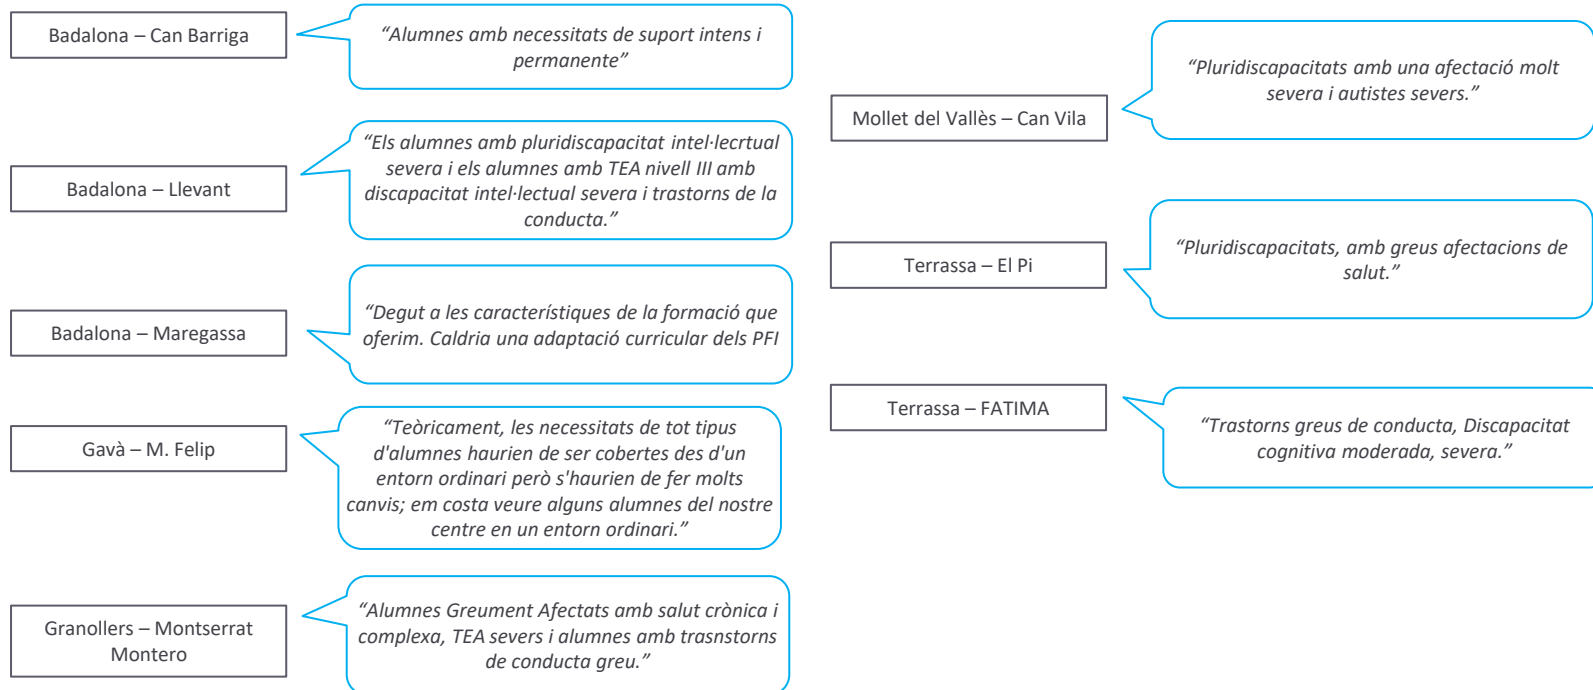 Badalona – Can Barriga
“Alumnes amb necessitats de suport intens i
permanente”
Badalona – Llevant
“Els alumnes amb pluridiscapacitat intel·lecrtual
severa i els alumnes amb TEA nivell III amb
discapacitat intel·lectual severa i trastorns de la
conducta.”
Badalona – Maregassa
“Degut a les característiques de la formació que
oferim. Caldria una adaptació curricular dels PFI
Gavà – M. Felip
“Teòricament, les necessitats de tot tipus
d'alumnes haurien de ser cobertes des d'un
entorn ordinari però s'haurien de fer molts
canvis; em costa veure alguns alumnes del nostre
centre en un entorn ordinari.”
Granollers – Montserrat
Montero
“Alumnes Greument Afectats amb salut crònica i
complexa, TEA severs i alumnes amb trasnstorns
de conducta greu.”
Mollet del Vallès – Can Vila
“Pluridiscapacitats amb una afectació molt
severa i autistes severs.”
Terrassa – El Pi
“Pluridiscapacitats, amb greus afectacions de
salut.”
Terrassa – FATIMA
“Trastorns greus de conducta, Discapacitat
cognitiva moderada, severa.”